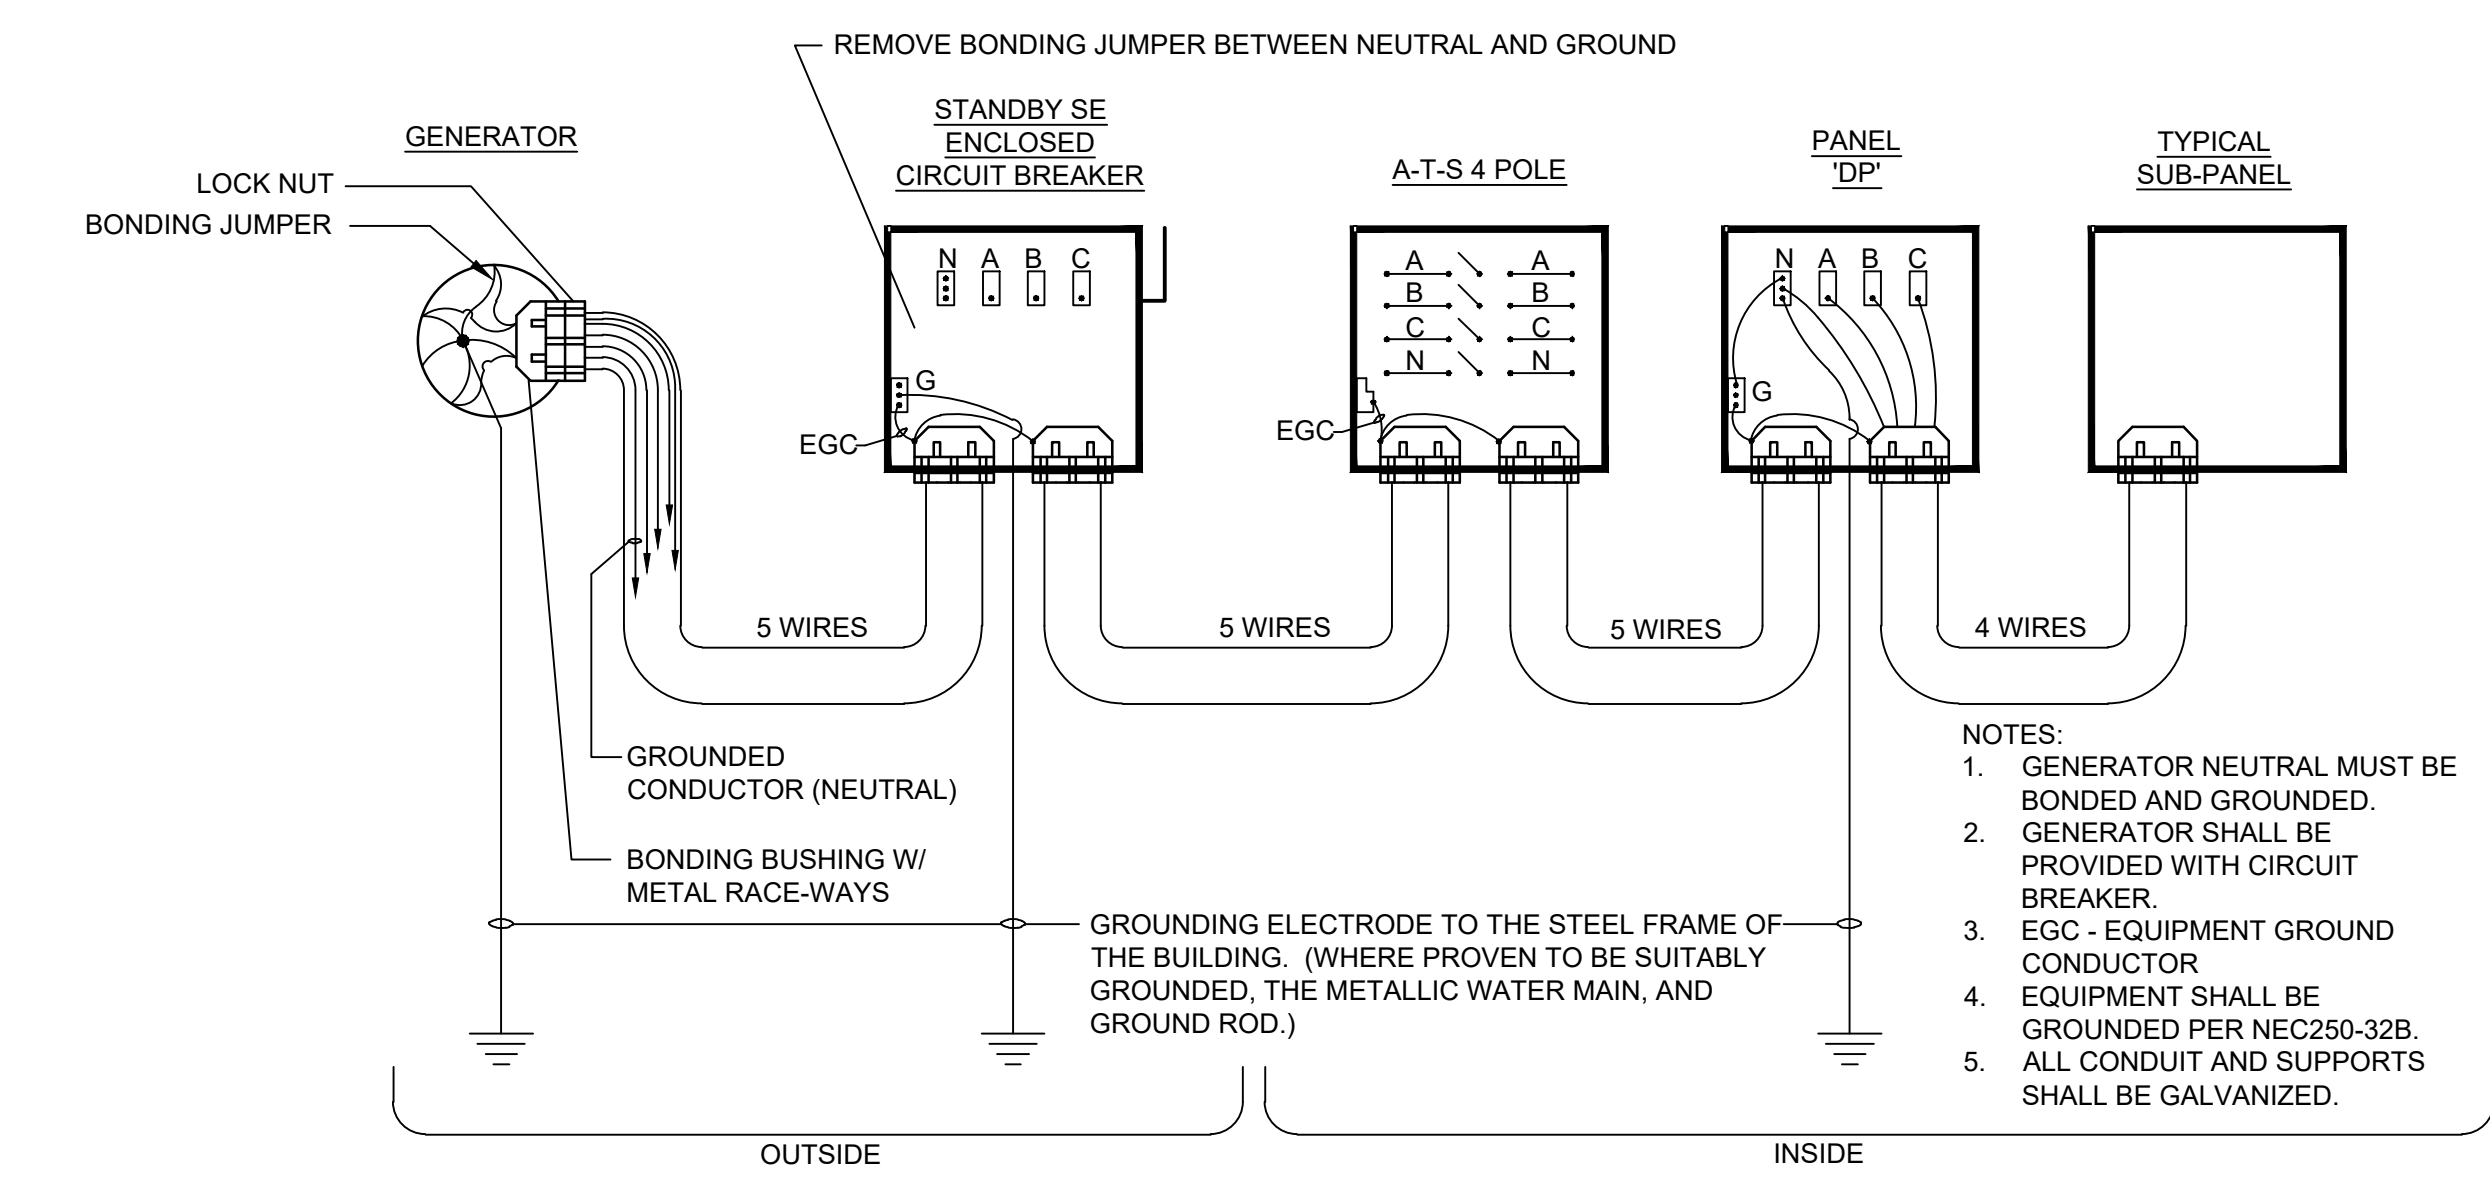 REMOVE BONDING JUMPER BETWEEN NEUTRAL AND GROUND
GENERATOR
LOCK NUT
BONDING JUMPER
STANDBY SE
ENCLOSED
CIRCUIT BREAKER
A-T-S 4 POLE
PANEL
'DP'
TYPICAL
SUB-PANEL
N A B C
G
EGC
A A
B B
C C
N N
EGC
N A B C
G
5 WIRES
5 WIRES
5 WIRES
4 WIRES
GROUNDED
CONDUCTOR (NEUTRAL)
BONDING BUSHING W/
METAL RACE-WAYS
GROUNDING ELECTRODE TO THE STEEL FRAME OF
THE BUILDING. (WHERE PROVEN TO BE SUITABLY
GROUNDED, THE METALLIC WATER MAIN, AND
GROUND ROD.)
NOTES:
1. GENERATOR NEUTRAL MUST BE
BONDED AND GROUNDED.
2. GENERATOR SHALL BE
PROVIDED WITH CIRCUIT
BREAKER.
3. EGC - EQUIPMENT GROUND
CONDUCTOR
4. EQUIPMENT SHALL BE
GROUNDED PER NEC250-32B.
5. ALL CONDUIT AND SUPPORTS
SHALL BE GALVANIZED.
OUTSIDE
INSIDE